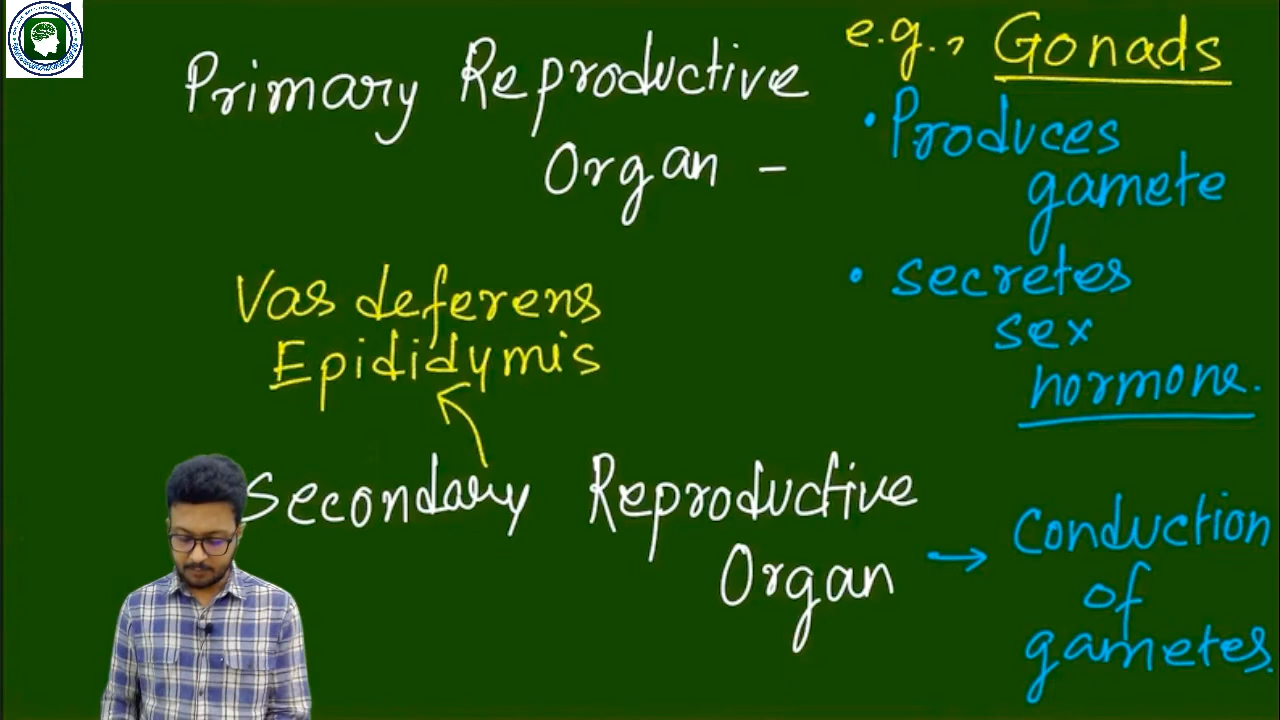 Primary Reproductive
Organ -
e.g., Gonads
• Produces
gamete
• secretes
sex
hormone.
Vas deferens
Epididymis
Secondary Reproductive
Organ → Conduction
of
gametes.